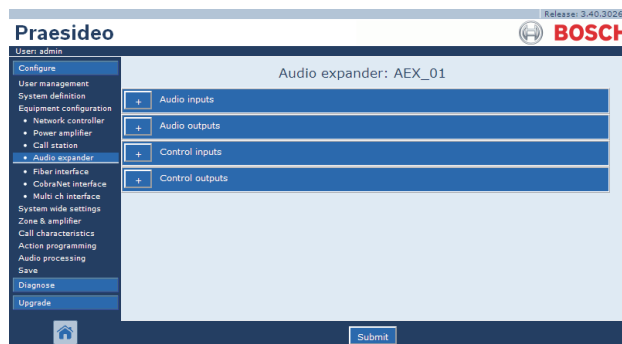 Release: 3.40.3026
Praesideo
BOSCH
User: admin
Configure
User management
System definition
Equipment configuration
• Network controller
• Power amplifier
• Call station
• Audio expander
• Fiber interface
• CobraNet interface
• Multi ch interface
System wide settings
Zone & amplifier
Call characteristics
Action programming
Audio processing
Save
Diagnose
Upgrade
Audio expander: AEX_01
+ Audio inputs
+ Audio outputs
+ Control inputs
+ Control outputs
Submit